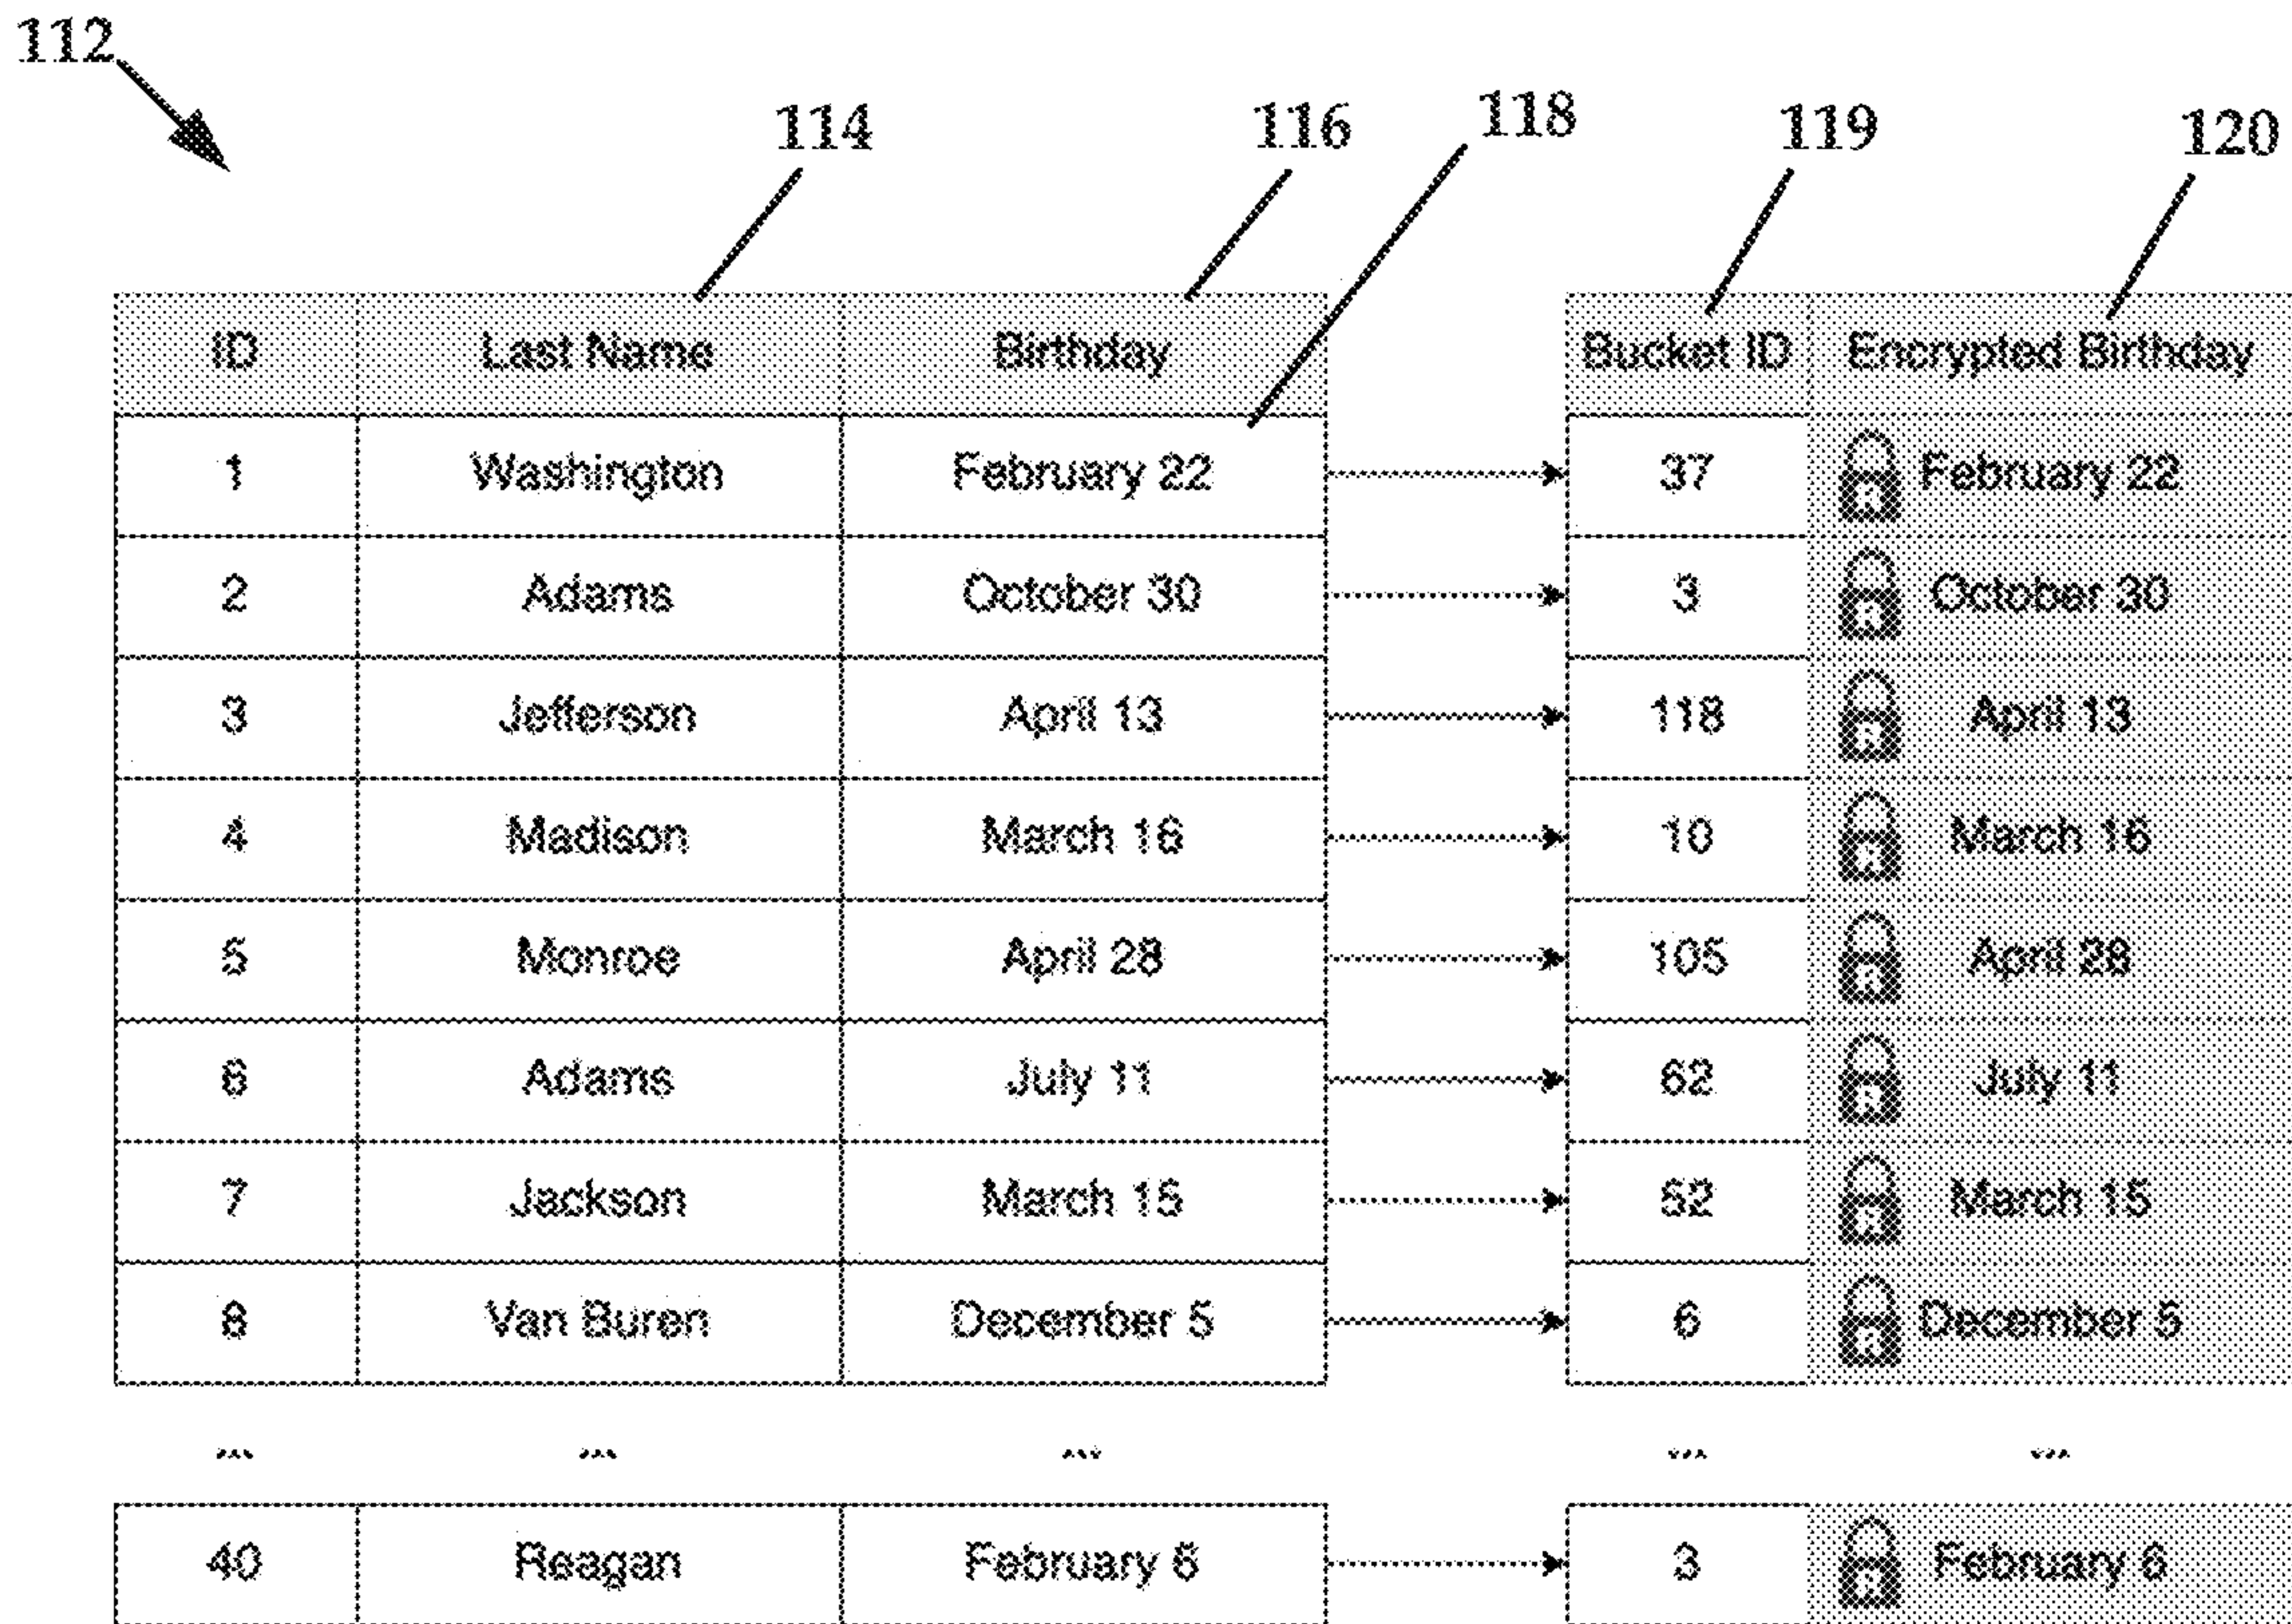 112
114 116 118 119 120
ID Last Name Birthday Bucket ID Encrypted Birthday
1 Washington February 22 37 R February 22
2 Adams October 30 3 R October 30
3 Jefferson April 13 118 R April 13
4 Madison March 16 10 R March 16
5 Monroe April 28 105 R April 28
6 Adams July 11 62 R July 11
7 Jackson March 15 52 R March 15
8 Van Buren December 5 6 R December 5
... ... ... ... ...
40 Reagan February 6 3 R February 6